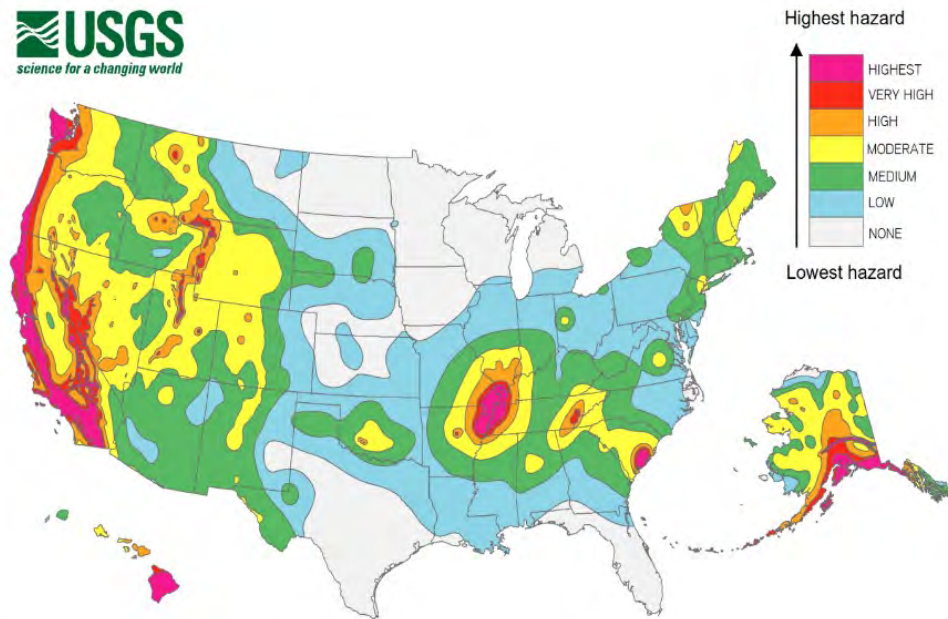 USGS
science for a changing world
Highest hazard
HIGHEST
VERY HIGH
HIGH
MODERATE
MEDIUM
LOW
NONE
Lowest hazard